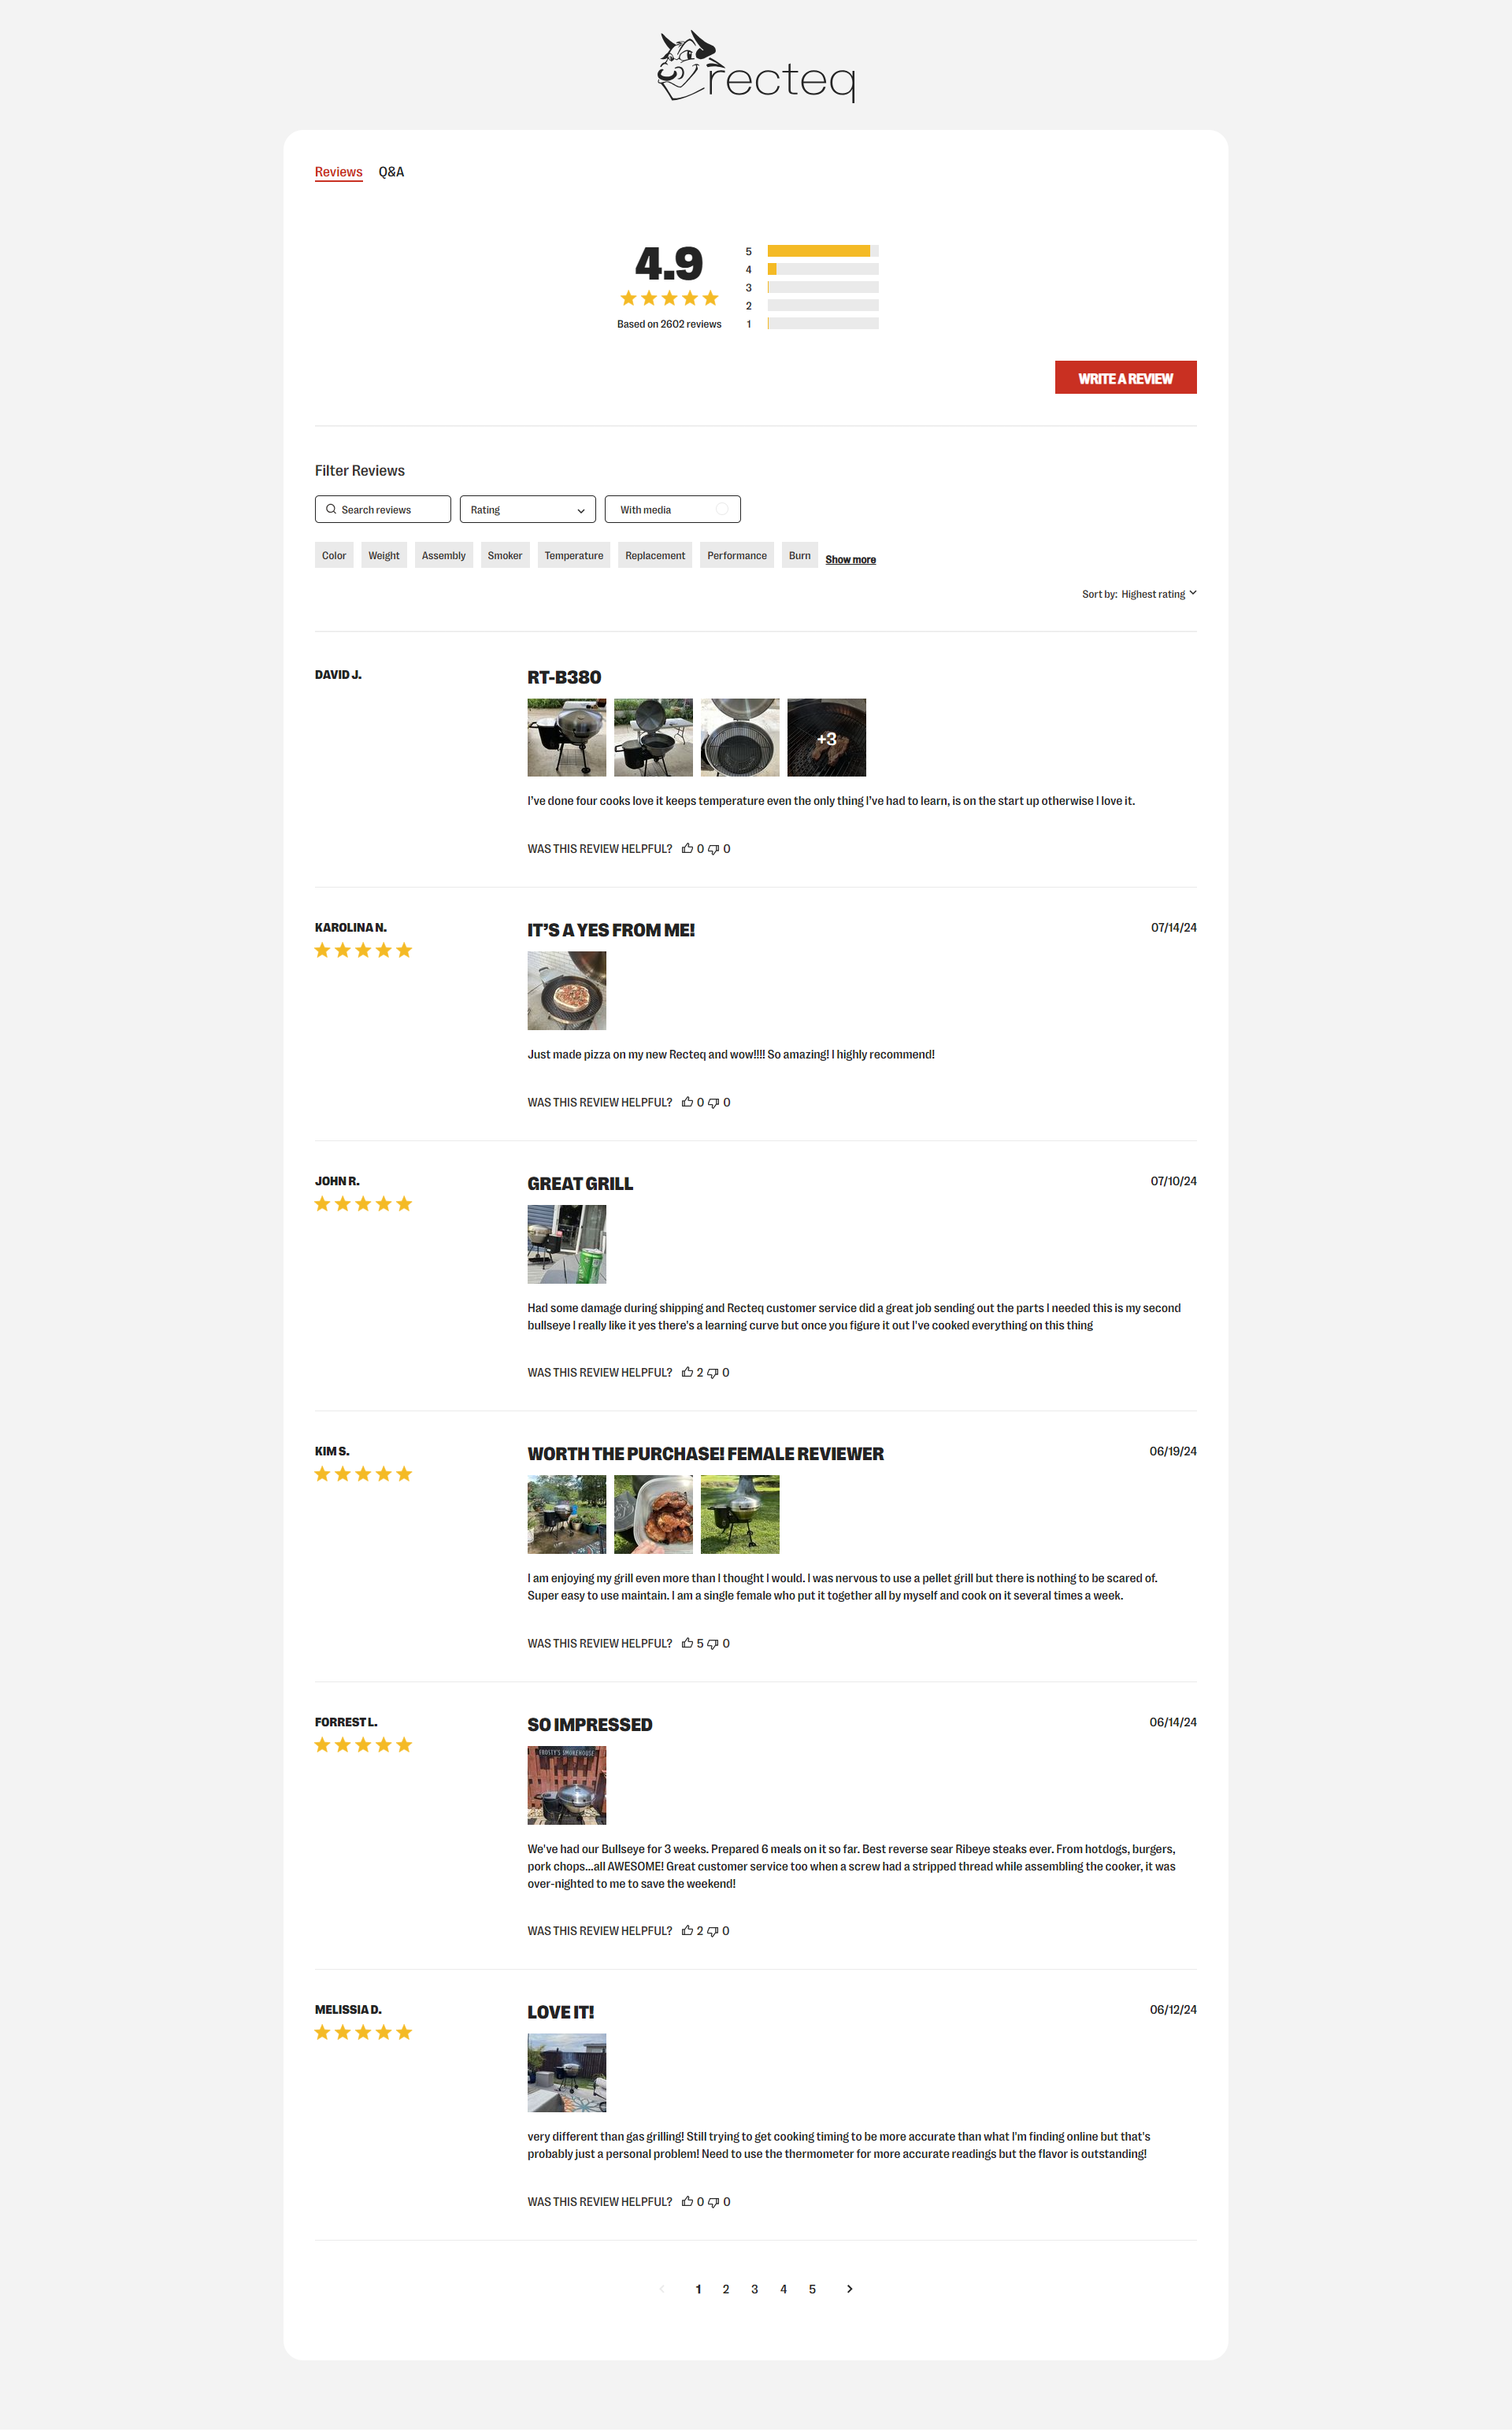 recteq
Reviews Q&A
4.9
Based on 2602 reviews
5
4
3
2
1
WRITE A REVIEW
Filter Reviews
Search reviews Rating With media
Color Weight Assembly Smoker Temperature Replacement Performance Burn Show more
Sort by: Highest rating
DAVID J.
RT-B380
+3
I've done four cooks love it keeps temperature even the only thing I've had to learn, is on the start up otherwise I love it.
WAS THIS REVIEW HELPFUL? 0 0
KAROLINA N.
IT'S A YES FROM ME!
07/14/24
Just made pizza on my new Recteq and wow!!!! So amazing! I highly recommend!
WAS THIS REVIEW HELPFUL? 0 0
JOHN R.
GREAT GRILL
07/10/24
Had some damage during shipping and Recteq customer service did a great job sending out the parts I needed this is my second
bullseye I really like it yes there's a learning curve but once you figure it out I've cooked everything on this thing
WAS THIS REVIEW HELPFUL? 2 0
KIM S.
WORTH THE PURCHASE! FEMALE REVIEWER
06/19/24
I am enjoying my grill even more than I thought I would. I was nervous to use a pellet grill but there is nothing to be scared of.
Super easy to use maintain. I am a single female who put it together all by myself and cook on it several times a week.
WAS THIS REVIEW HELPFUL? 5 0
FORREST L.
SO IMPRESSED
06/14/24
FROSTY'S SMOKEHOUSE
We've had our Bullseye for 3 weeks. Prepared 6 meals on it so far. Best reverse sear Ribeye steaks ever. From hotdogs, burgers,
pork chops...all AWESOME! Great customer service too when a screw had a stripped thread while assembling the cooker, it was
over-nighted to me to save the weekend!
WAS THIS REVIEW HELPFUL? 2 0
MELISSIA D.
LOVE IT!
06/12/24
very different than gas grilling! Still trying to get cooking timing to be more accurate than what I'm finding online but that's
probably just a personal problem! Need to use the thermometer for more accurate readings but the flavor is outstanding!
WAS THIS REVIEW HELPFUL? 0 0
1 2 3 4 5